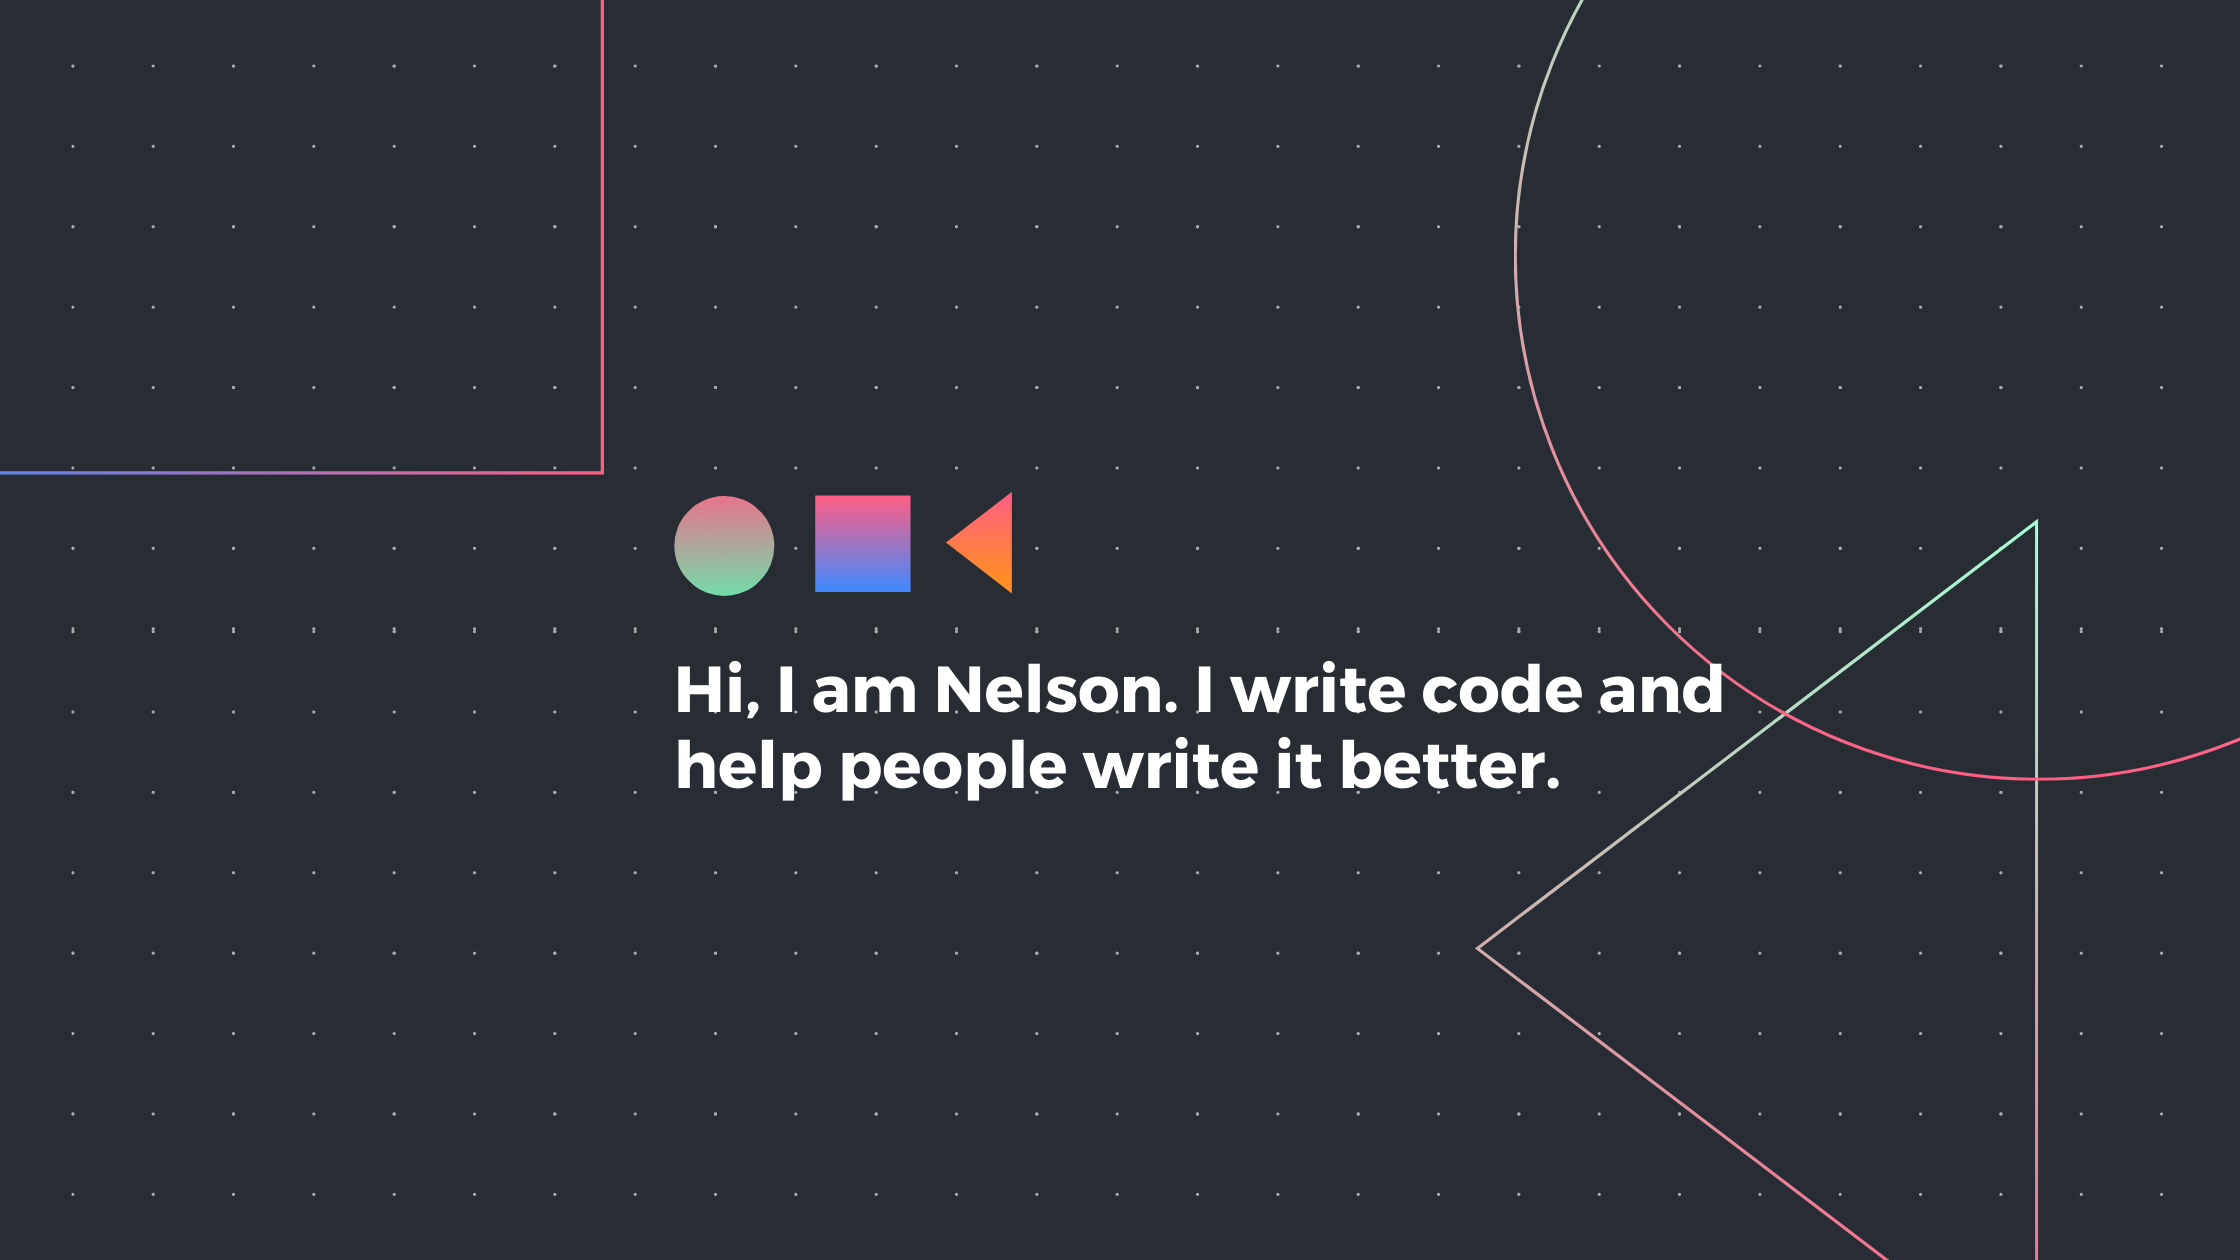 Hi, I am Nelson. I write code and
help people write it better.